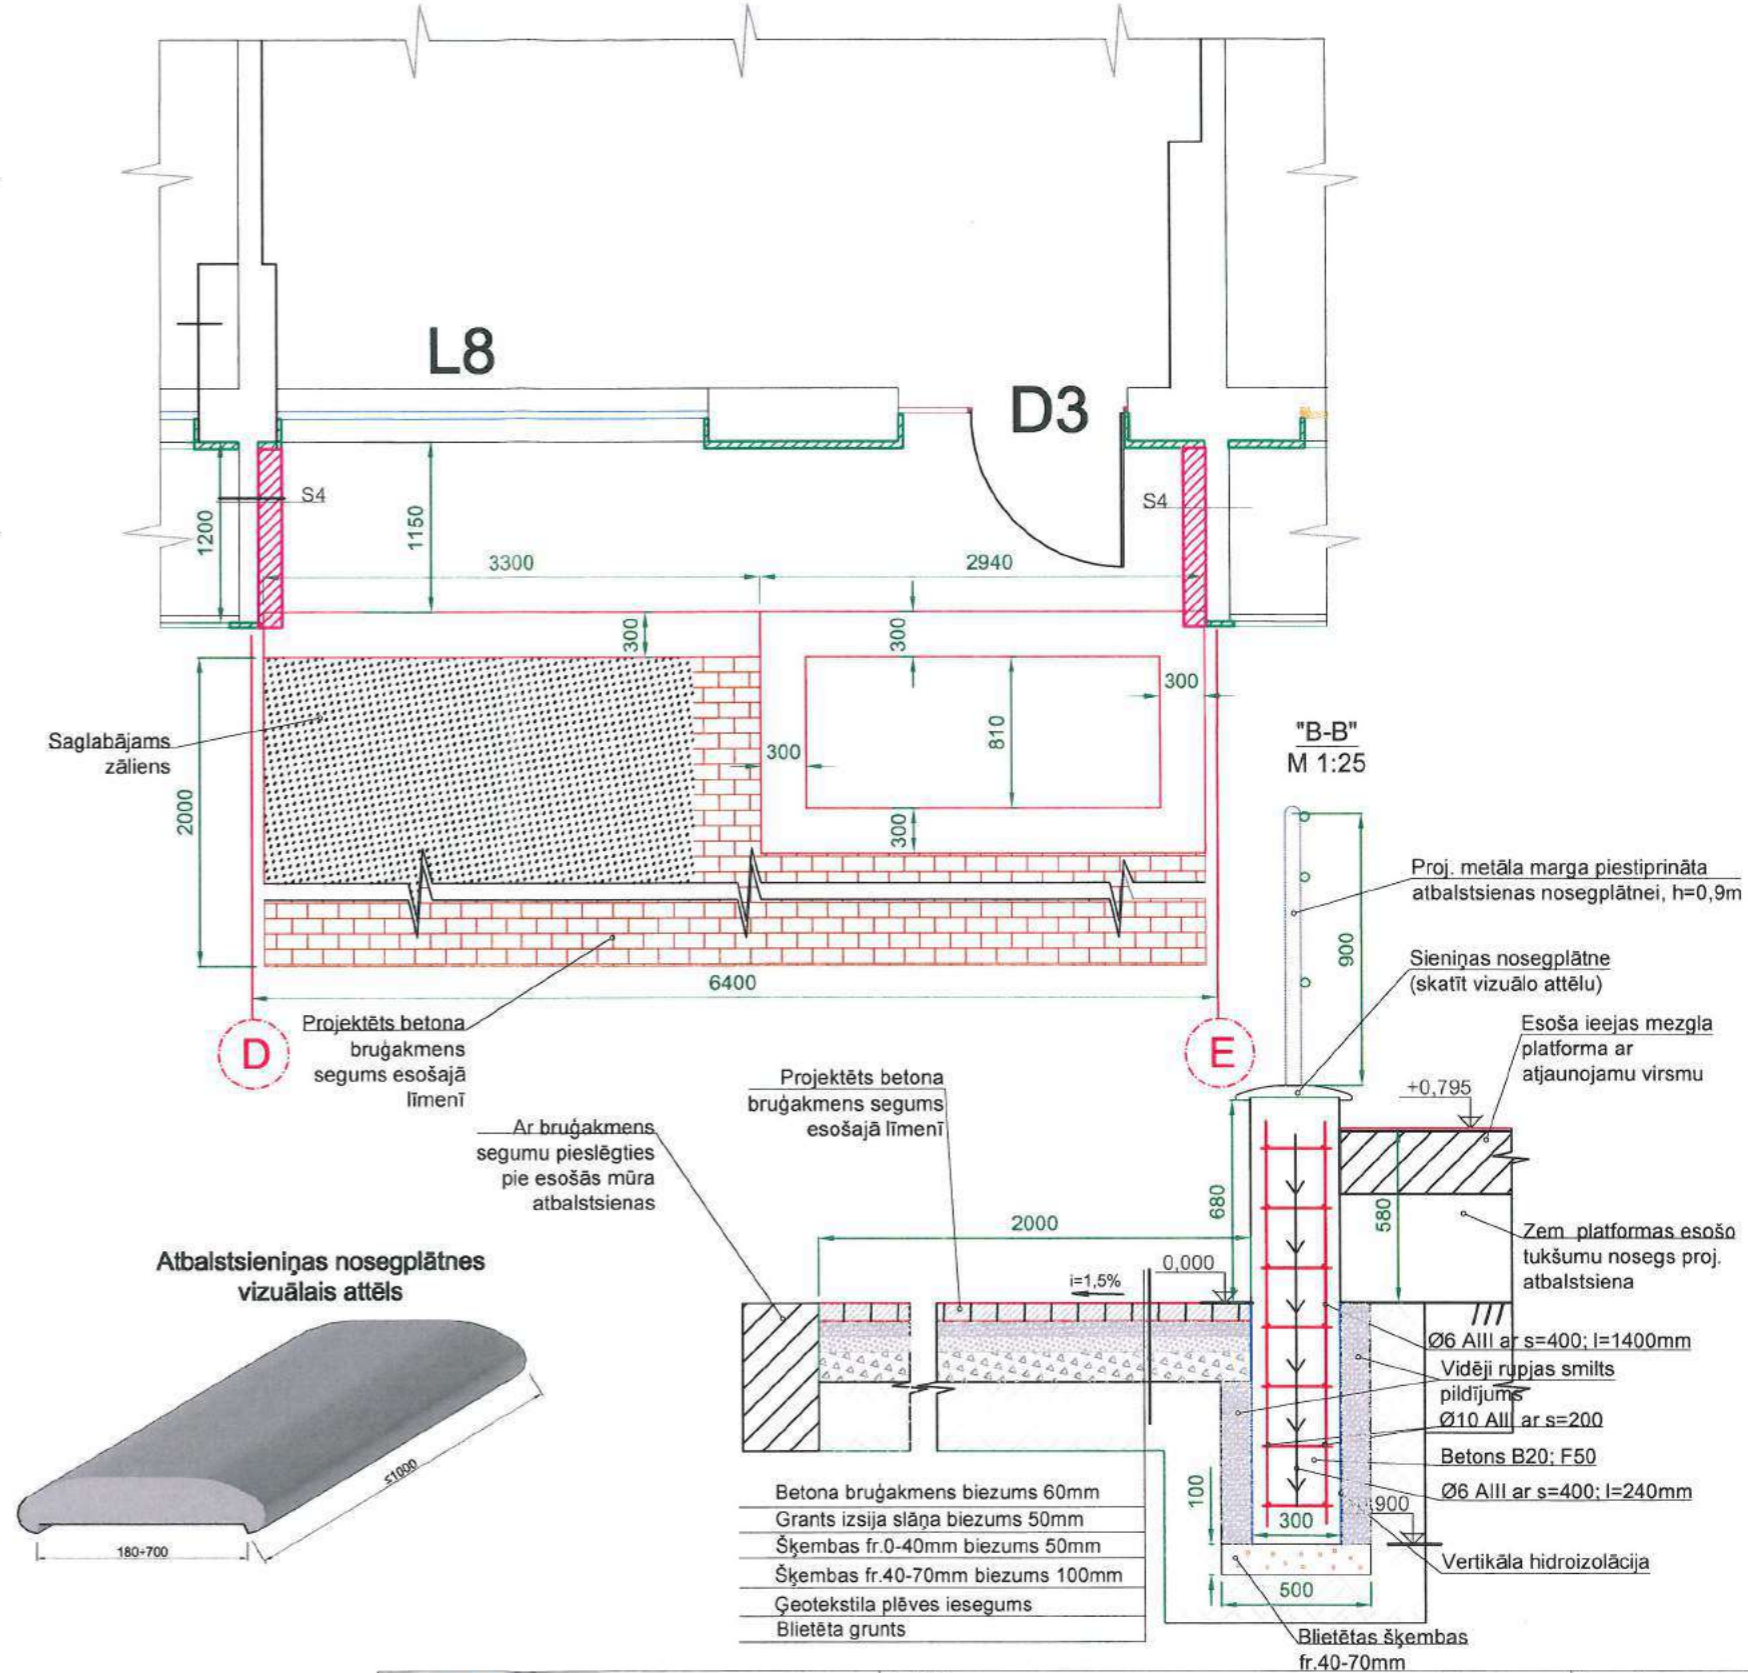 L8
D3
S4
S4
1200
1150
3300
2940
300
300
300
810
300
300
2000
6400
Saglabājams
zāliens
D
E
Projektēts betona
bruģakmens
segums esošajā
līmenī
"B-B"
M 1:25
Proj. metāla marga piestiprināta
atbalstsienas nosegplātnei, h=0,9m
900
Sieniņas nosegplātne
(skatīt vizuālo attēlu)
Esoša ieejas mezgla
platforma ar
atjaunojamu virsmu
+0,795
Projektēts betona
bruģakmens segums
esošajā līmenī
Ar bruģakmens
segumu pieslēgties
pie esošās mūra
atbalstsienas
680
580
2000
0,000
i=1,5%
Zem platformas esošo
tukšumu nosegs proj.
atbalstsiena
Ø6 AIII ar s=400; l=1400mm
Vidēji rupjas smilts
pildījums
Ø10 AII ar s=200
Betons B20; F50
Ø6 AIII ar s=400; l=240mm
100
300
500
Vertikāla hidroizolācija
Blietētas šķembas
fr.40-70mm
Atbalstsieniņas nosegplātnes
vizuālais attēls
≤1000
180÷700
Betona bruģakmens biezums 60mm
Grants izsija slāņa biezums 50mm
Šķembas fr.0-40mm biezums 50mm
Šķembas fr.40-70mm biezums 100mm
Ģeotekstila plēves iesegums
Blietēta grunts